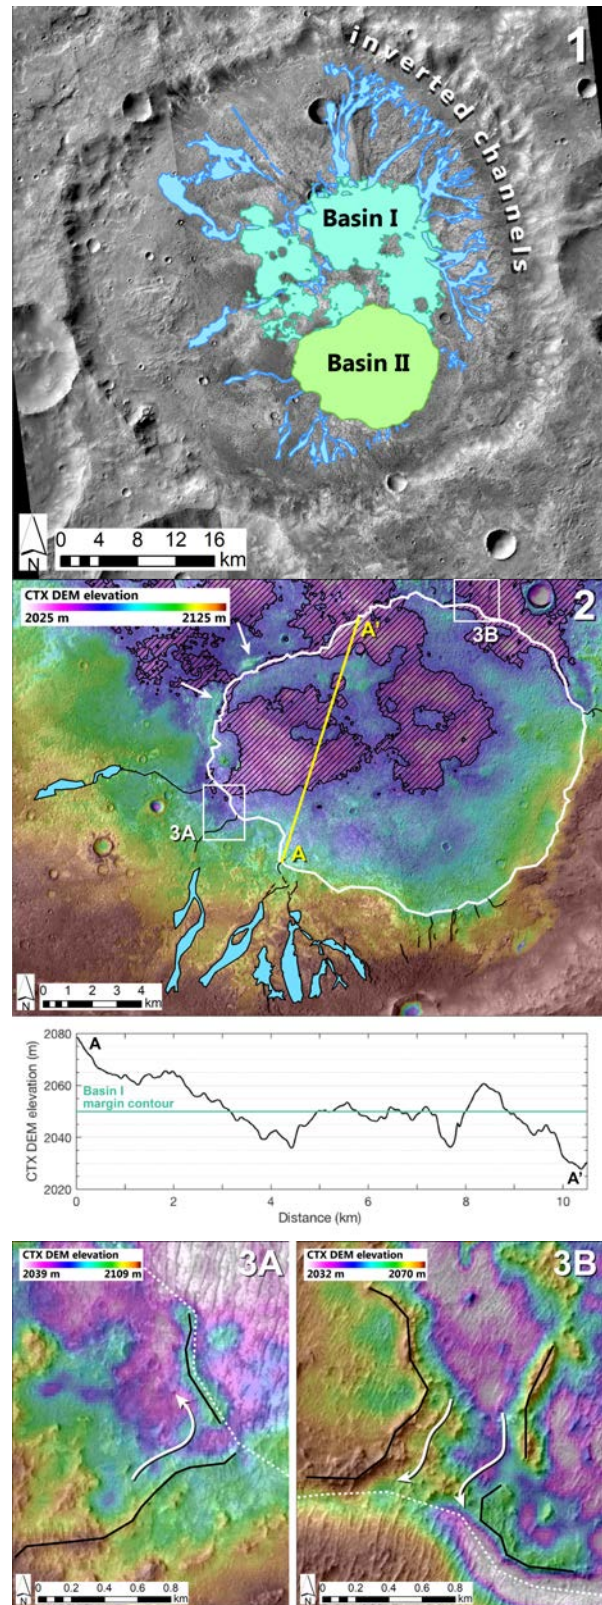 1
inverted channels
Basin I
Basin II
0 4 8 12 16
km
N
CTX DEM elevation
2025 m 2125 m
2
A'
3B
3A
A
0 1 2 3 4
km
N
2080
A
2060
Basin I
margin contour
2040
2020
A'
CTX DEM elevation (m)
0 2 4 6 8 10
Distance (km)
CTX DEM elevation
2039 m 2109 m
3A
0 0.2 0.4 0.6 0.8
km
N
CTX DEM elevation
2032 m 2070 m
3B
0 0.2 0.4 0.6 0.8
km
N